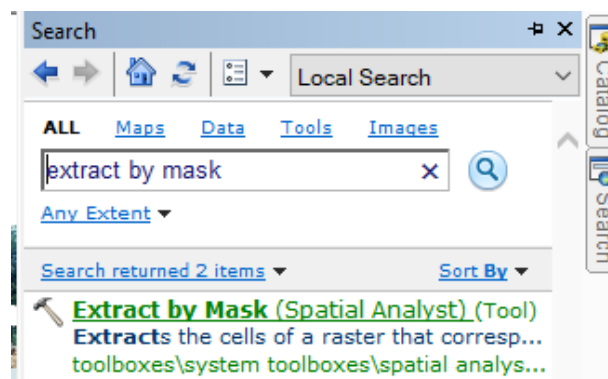 Search
Local Search
ALL Maps Data Tools Images
extract by mask
Any Extent
Search returned 2 items Sort By
Extract by Mask (Spatial Analyst) (Tool)
Extracts the cells of a raster that corresp...
toolboxes\system toolboxes\spatial analys...
Catalog
Search